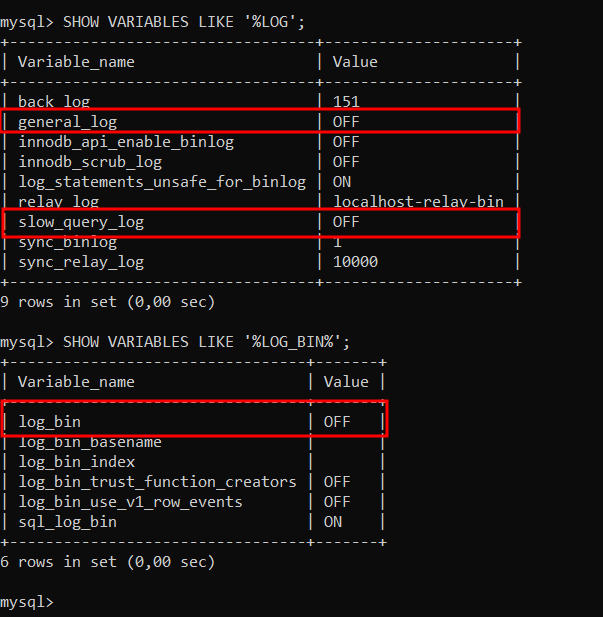 mysql> SHOW VARIABLES LIKE '%LOG';
+--------------------------------+---------------------+
| Variable_name                  | Value               |
+--------------------------------+---------------------+
| back_log                       | 151                 |
| general_log                    | OFF                 |
| innodb_api_enable_binlog       | OFF                 |
| innodb_scrub_log               | OFF                 |
| log_statements_unsafe_for_binlog | ON                  |
| relay_log                      | localhost-relay-bin |
| slow_query_log                 | OFF                 |
| sync_binlog                    | 1                   |
| sync_relay_log                 | 10000               |
+--------------------------------+---------------------+
9 rows in set (0,00 sec)

mysql> SHOW VARIABLES LIKE '%LOG_BIN%';
+---------------------------------+-------+
| Variable_name                   | Value |
+---------------------------------+-------+
| log_bin                         | OFF   |
| log_bin_basename                |       |
| log_bin_index                   |       |
| log_bin_trust_function_creators | OFF   |
| log_bin_use_v1_row_events       | OFF   |
| sql_log_bin                     | ON    |
+---------------------------------+-------+
6 rows in set (0,00 sec)

mysql>